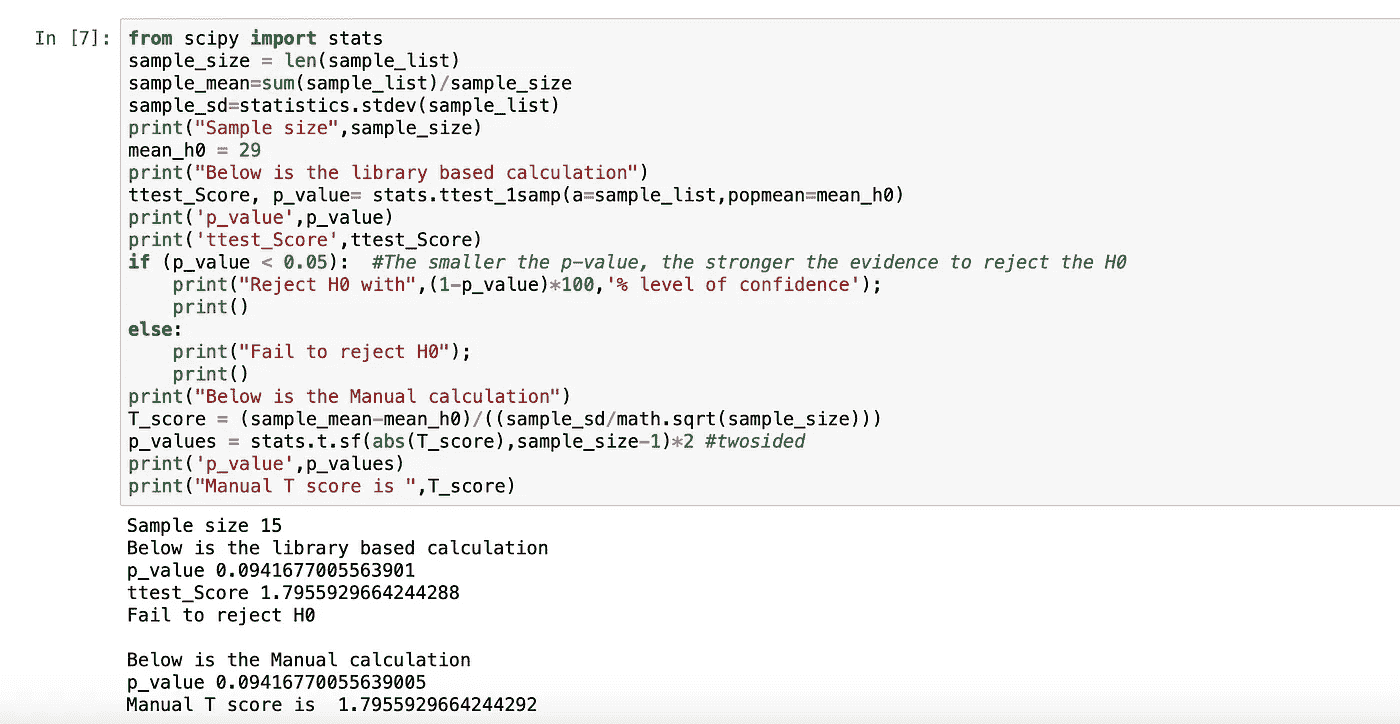 In [7]: from scipy import stats
sample_size = len(sample_list)
sample_mean=sum(sample_list)/sample_size
sample_sd=statistics.stdev(sample_list)
print("Sample size",sample_size)
mean_h0 = 29
print("Below is the library based calculation")
ttest_Score, p_value= stats.ttest_1samp(a=sample_list,popmean=mean_h0)
print('p_value',p_value)
print('ttest_Score',ttest_Score)
if (p_value < 0.05):  #The smaller the p-value, the stronger the evidence to reject the H0
    print("Reject H0 with",(1-p_value)*100,'% level of confidence');
    print()
else:
    print("Fail to reject H0");
    print()
print("Below is the Manual calculation")
T_score = (sample_mean-mean_h0)/((sample_sd/math.sqrt(sample_size)))
p_values = stats.t.sf(abs(T_score),sample_size-1)*2 #twosided
print('p_value',p_values)
print("Manual T score is ",T_score)
Sample size 15
Below is the library based calculation
p_value 0.0941677005563901
ttest_Score 1.7955929664244288
Fail to reject H0

Below is the Manual calculation
p_value 0.09416770055639005
Manual T score is  1.7955929664244292